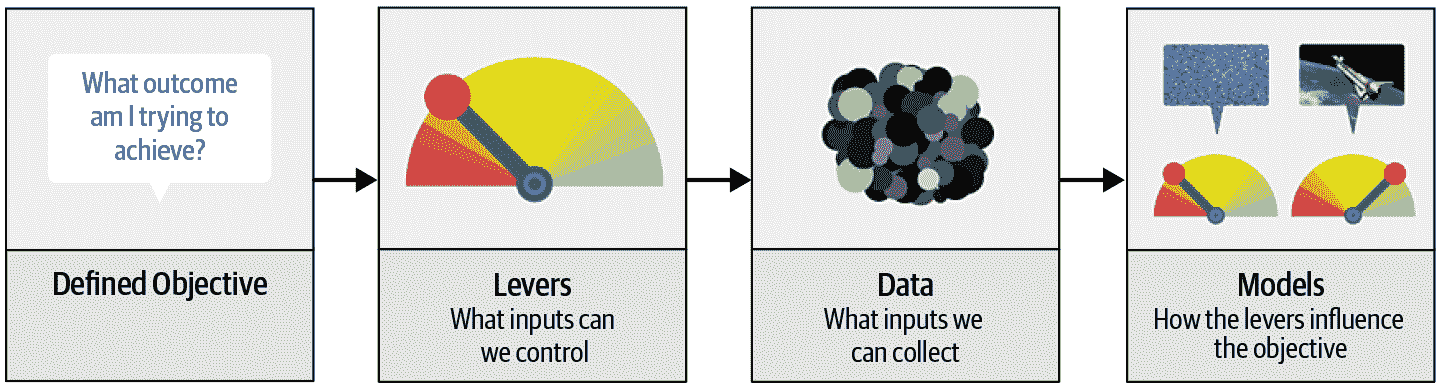 What outcome
am I trying to
achieve?
Defined Objective
Levers
What inputs can
we control
Data
What inputs we
can collect
Models
How the levers influence
the objective